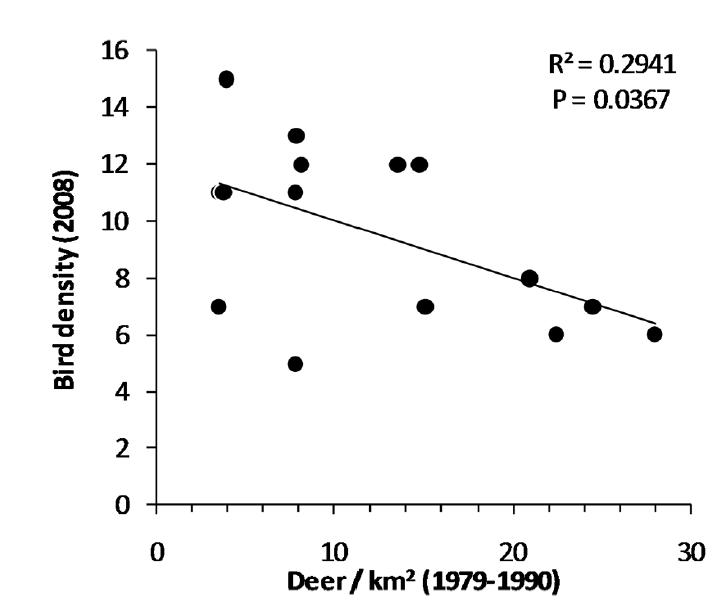 R² = 0.2941
P = 0.0367
16
14
12
10
8
6
4
2
0
Bird density (2008)
0 10 20 30
Deer / km² (1979-1990)